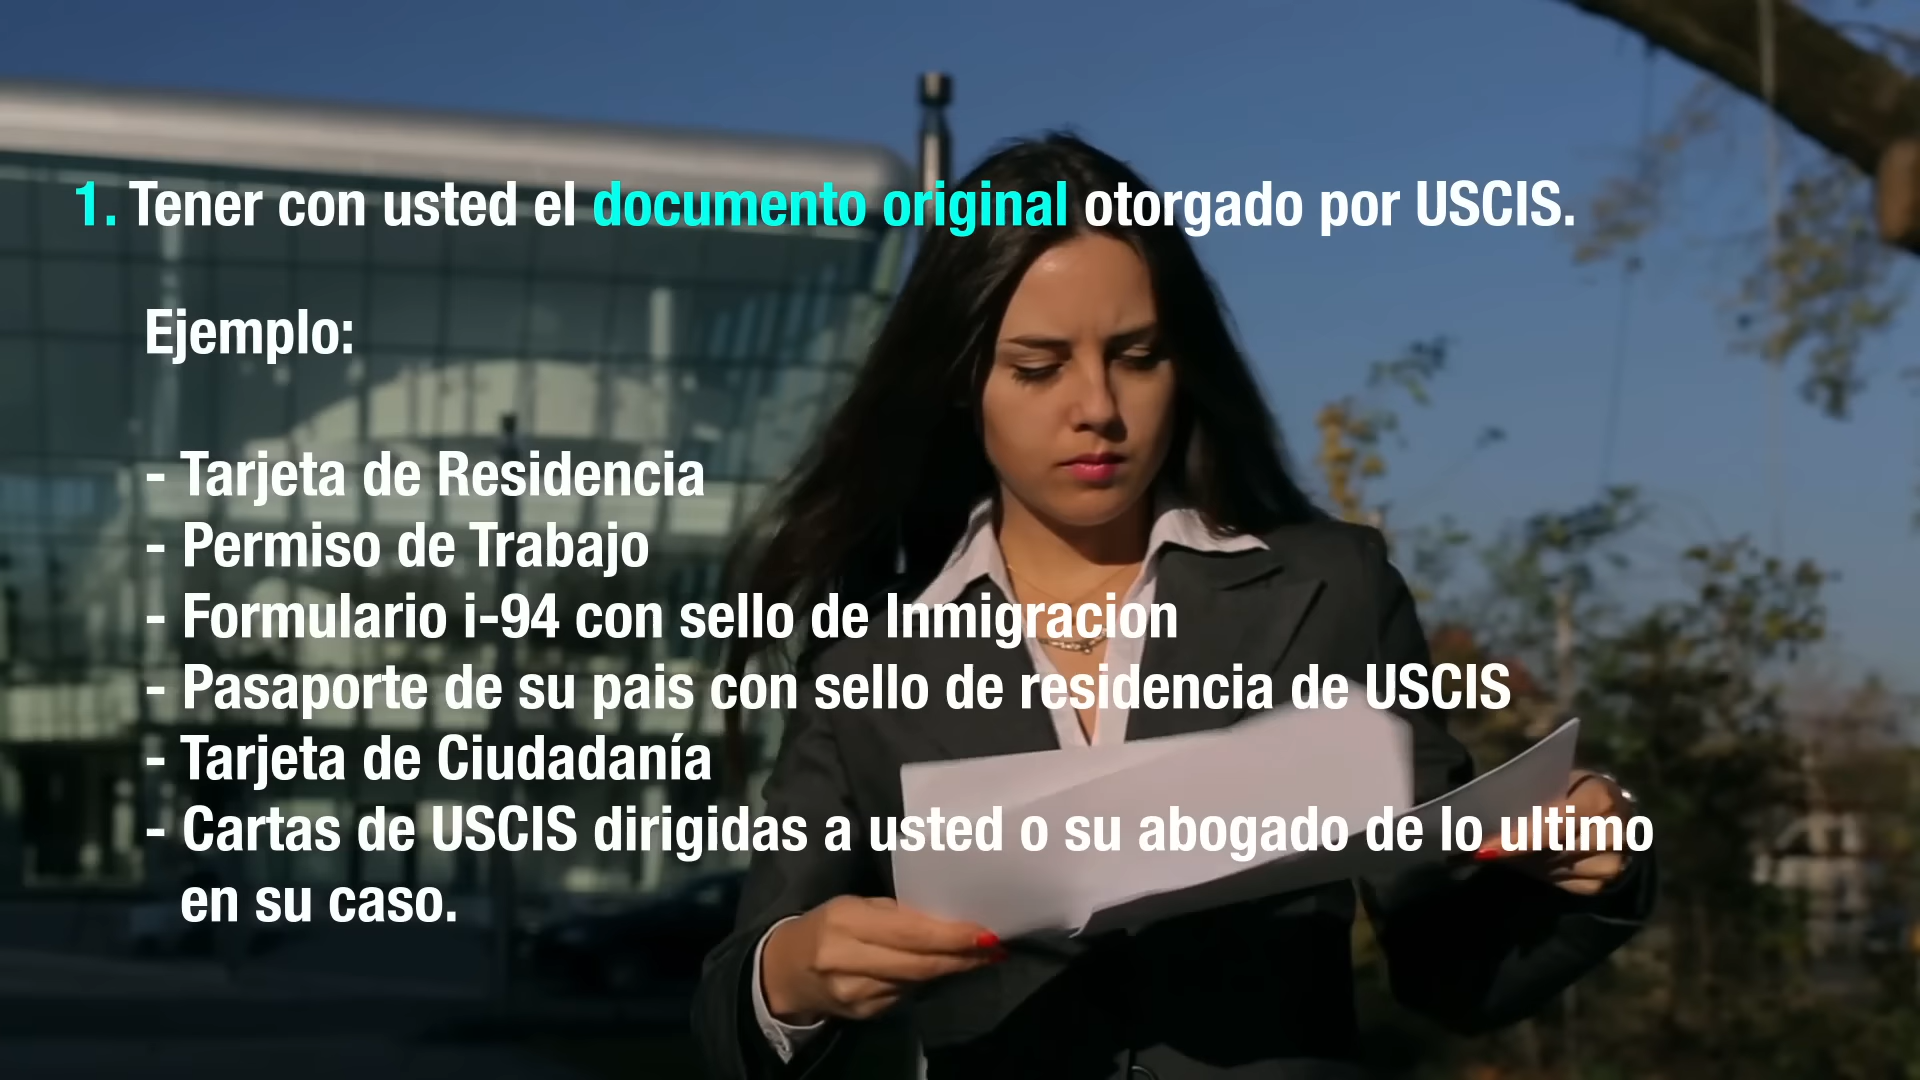 1. Tener con usted el documento original otorgado por USCIS.
Ejemplo:
- Tarjeta de Residencia
- Permiso de Trabajo
- Formulario i-94 con sello de Inmigracion
- Pasaporte de su pais con sello de residencia de USCIS
- Tarjeta de Ciudadanía
- Cartas de USCIS dirigidas a usted o su abogado de lo ultimo
en su caso.